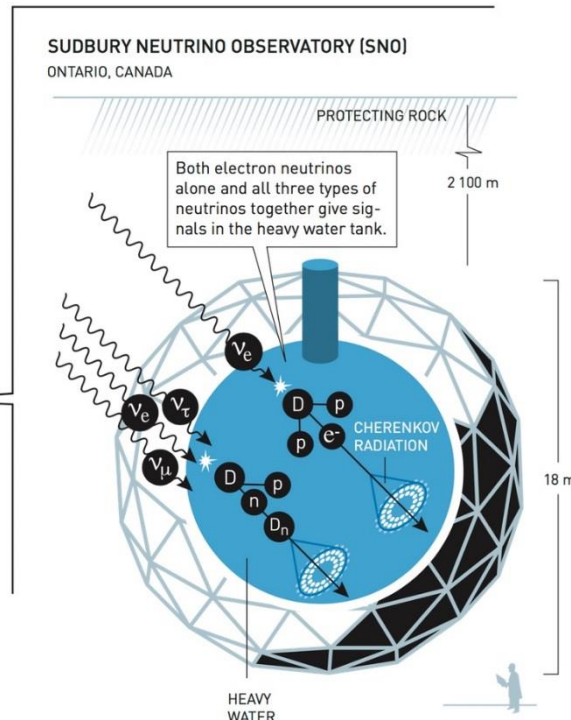 SUDBURY NEUTRINO OBSERVATORY (SNO)
ONTARIO, CANADA
PROTECTING ROCK
2 100 m
Both electron neutrinos
alone and all three types of
neutrinos together give sig-
nals in the heavy water tank.
νe
D
p
p
e-
CHERENKOV
RADIATION
νe
ντ
νμ
D
p
n
Dn
18 m
HEAVY
WATER